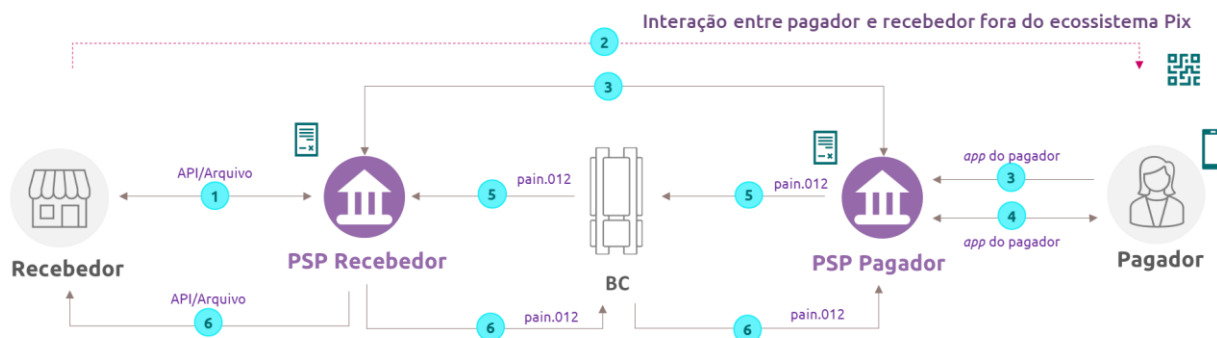 Interação entre pagador e recebedor fora do ecossistema Pix
2
3
API/Arquivo
1
pain.012
5
pain.012
5
app do pagador
3
4
app do pagador
Recebedor
PSP Recebedor
BC
PSP Pagador
Pagador
API/Arquivo
6
pain.012
6
pain.012
6